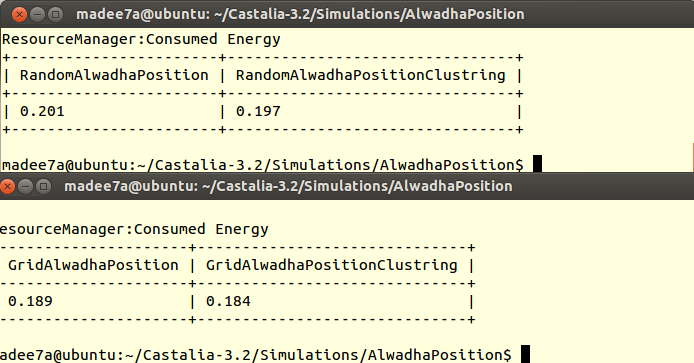 madee7a@ubuntu: ~/Castalia-3.2/Simulations/AlwadhaPosition
ResourceManager:Consumed Energy
+-----------------------+-------------------------------+
| RandomAlwadhaPosition | RandomAlwadhaPositionClustring |
+-----------------------+-------------------------------+
| 0.201 | 0.197 |
+-----------------------+-------------------------------+
madee7a@ubuntu:~/Castalia-3.2/Simulations/AlwadhaPosition$
madee7a@ubuntu: ~/Castalia-3.2/Simulations/AlwadhaPosition
esourceManager:Consumed Energy
---------------------+------------------------------+
GridAlwadhaPosition | GridAlwadhaPositionClustring |
---------------------+------------------------------+
0.189 | 0.184 |
---------------------+------------------------------+
adee7a@ubuntu:~/Castalia-3.2/Simulations/AlwadhaPosition$